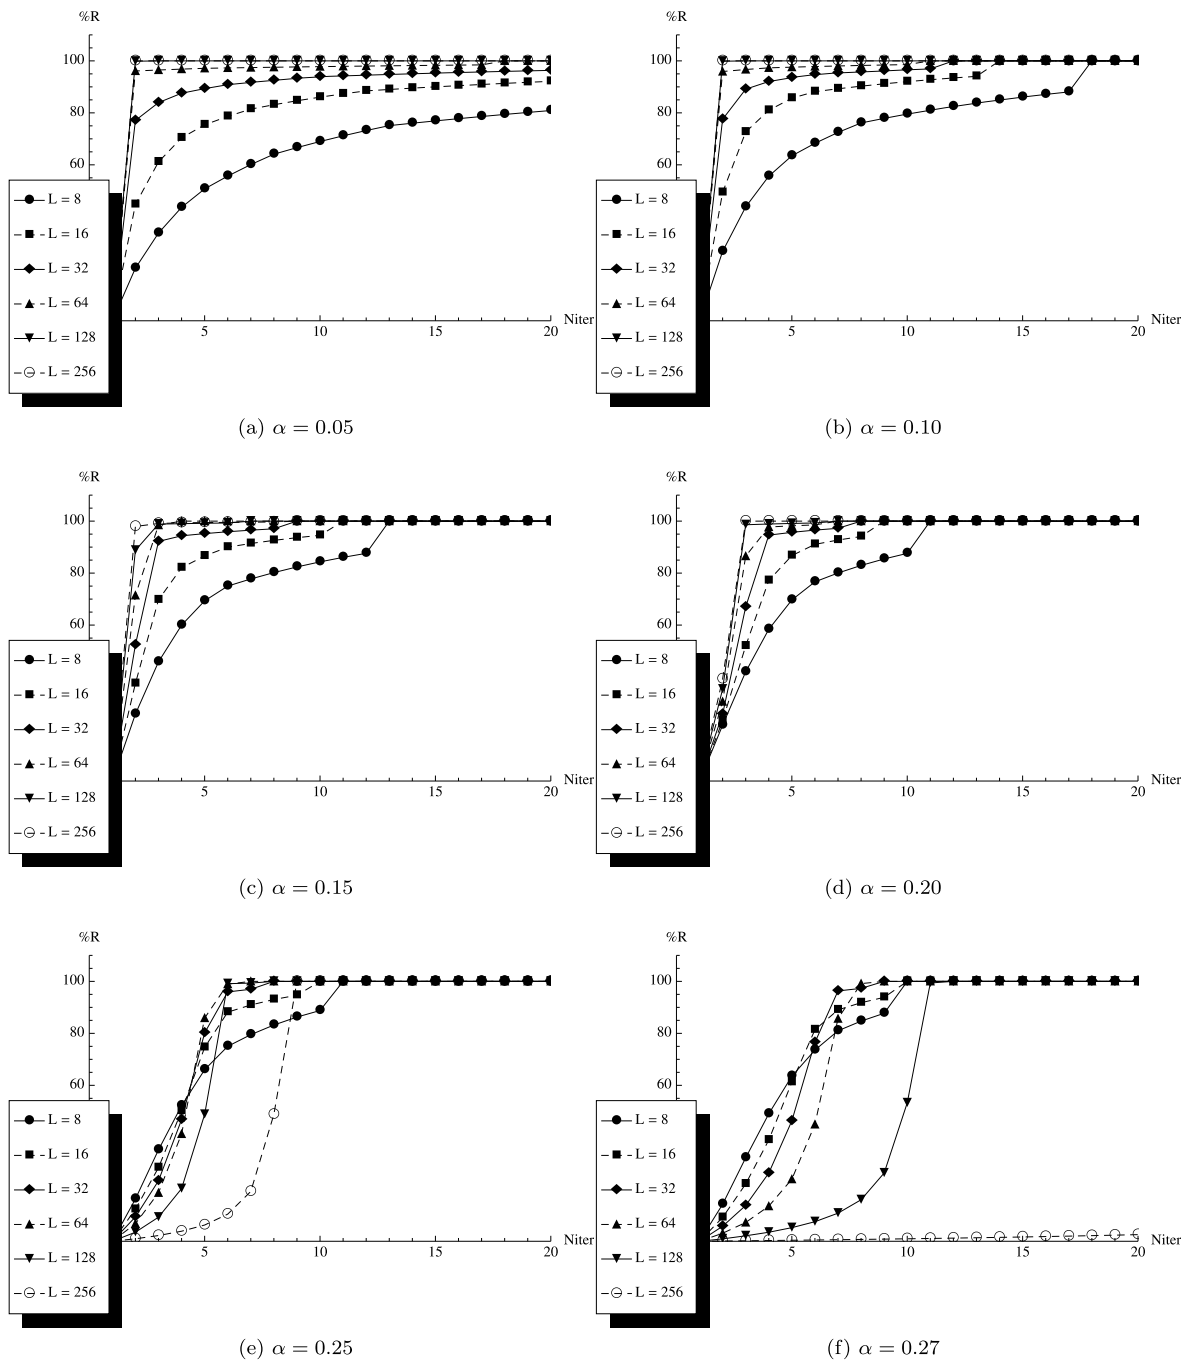 %R
100
80
60
L = 8
L = 16
L = 32
L = 64
L = 128
L = 256
5
10
15
20
Niter
(a) α = 0.05
%R
100
80
60
L = 8
L = 16
L = 32
L = 64
L = 128
L = 256
5
10
15
20
Niter
(b) α = 0.10
%R
100
80
60
L = 8
L = 16
L = 32
L = 64
L = 128
L = 256
5
10
15
20
Niter
(c) α = 0.15
%R
100
80
60
L = 8
L = 16
L = 32
L = 64
L = 128
L = 256
5
10
15
20
Niter
(d) α = 0.20
%R
100
80
60
L = 8
L = 16
L = 32
L = 64
L = 128
L = 256
5
10
15
20
Niter
(e) α = 0.25
%R
100
80
60
L = 8
L = 16
L = 32
L = 64
L = 128
L = 256
5
10
15
20
Niter
(f) α = 0.27